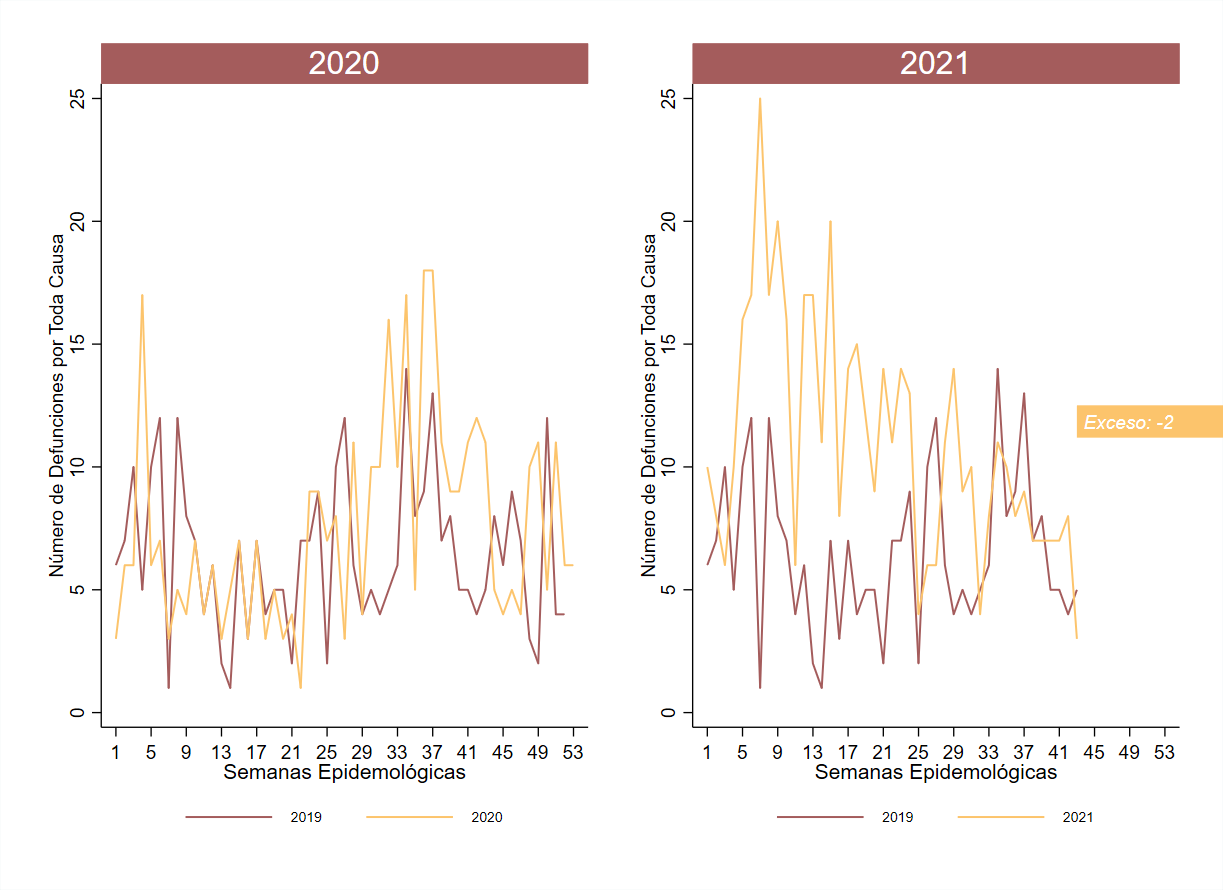 2020
Número de Defunciones por Toda Causa
25
20
15
10
5
0
1 5 9 13 17 21 25 29 33 37 41 45 49 53
Semanas Epidemológicas
2019 2020
2021
Número de Defunciones por Toda Causa
25
20
15
10
5
0
Exceso: -2
1 5 9 13 17 21 25 29 33 37 41 45 49 53
Semanas Epidemológicas
2019 2021